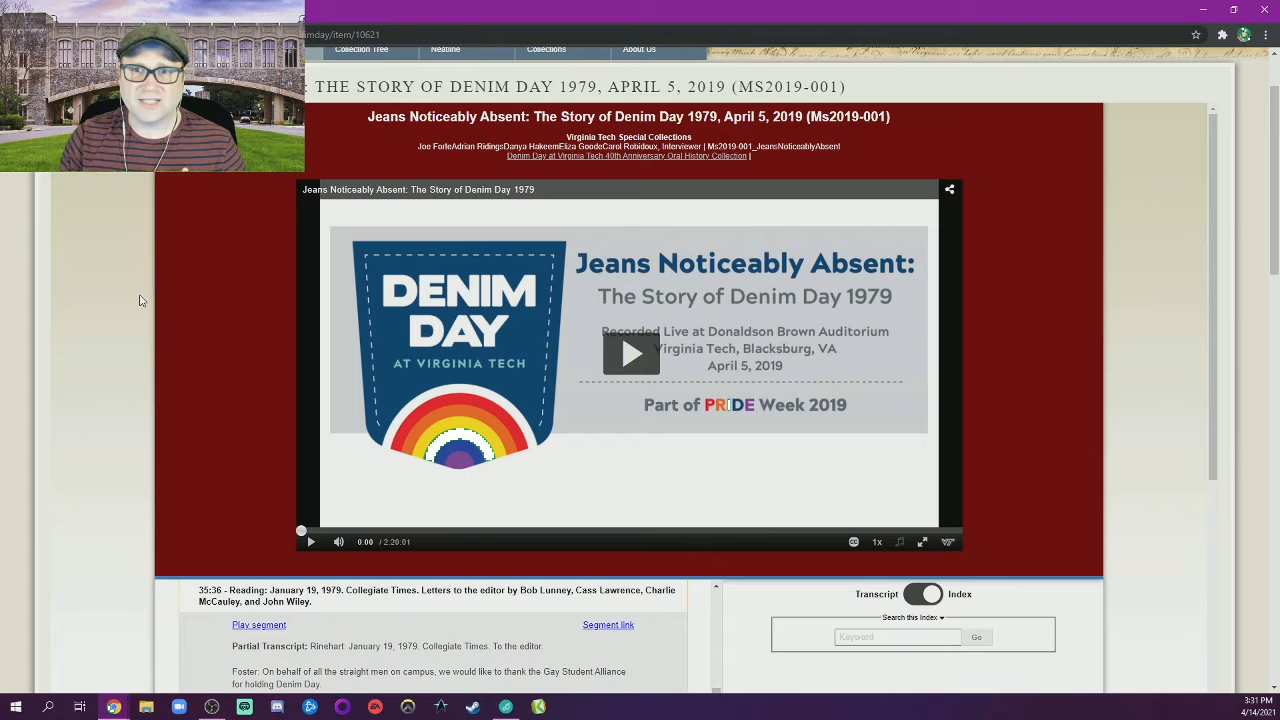 mday/item/10621
Collection Tree
Neatline
Collections
About Us
: THE STORY OF DENIM DAY 1979, APRIL 5, 2019 (MS2019-001)
Jeans Noticeably Absent: The Story of Denim Day 1979, April 5, 2019 (Ms2019-001)
Virginia Tech Special Collections
Joe ForteAdrian RidingsDanya HakeemEliza GoodeCarol Robidoux, Interviewer | Ms2019-001_JeansNoticeablyAbsent
Denim Day at Virginia Tech 40th Anniversary Oral History Collection |
Jeans Noticeably Absent: The Story of Denim Day 1979
DENIM
DAY
AT VIRGINIA TECH
Jeans Noticeably Absent:
The Story of Denim Day 1979
Recorded Live at Donaldson Brown Auditorium
Virginia Tech, Blacksburg, VA
April 5, 2019
Part of PRIDE Week 2019
0:00 / 2:20:01
CC
1x
35:36 - Reading: January 19, 1979. Collegiate Times. Letters to the editor by Bob Lunney, Cass Lawrence, Charlie
McCauley, and John Wiley.
Play segment
Segment link
Partial Transcript: Rinehart: January 19, 1979. Collegiate Times. To the editor.
Foster: On behalf of all the straight men on campus, we would like to thank the Gay Student Alliance
for holding Denim Day.
Transcript
Index
Search this Index
Keyword
Go
3:31 PM
4/14/2021